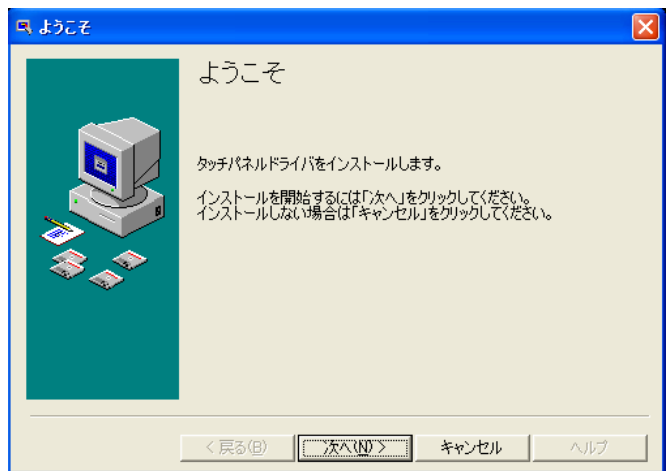 ようこそ
ようこそ
タッチパネルドライバをインストールします。
インストールを開始するには「次へ」をクリックしてください。
インストールしない場合は「キャンセル」をクリックしてください。
< 戻る(B) 次へ(N) > キャンセル ヘルプ